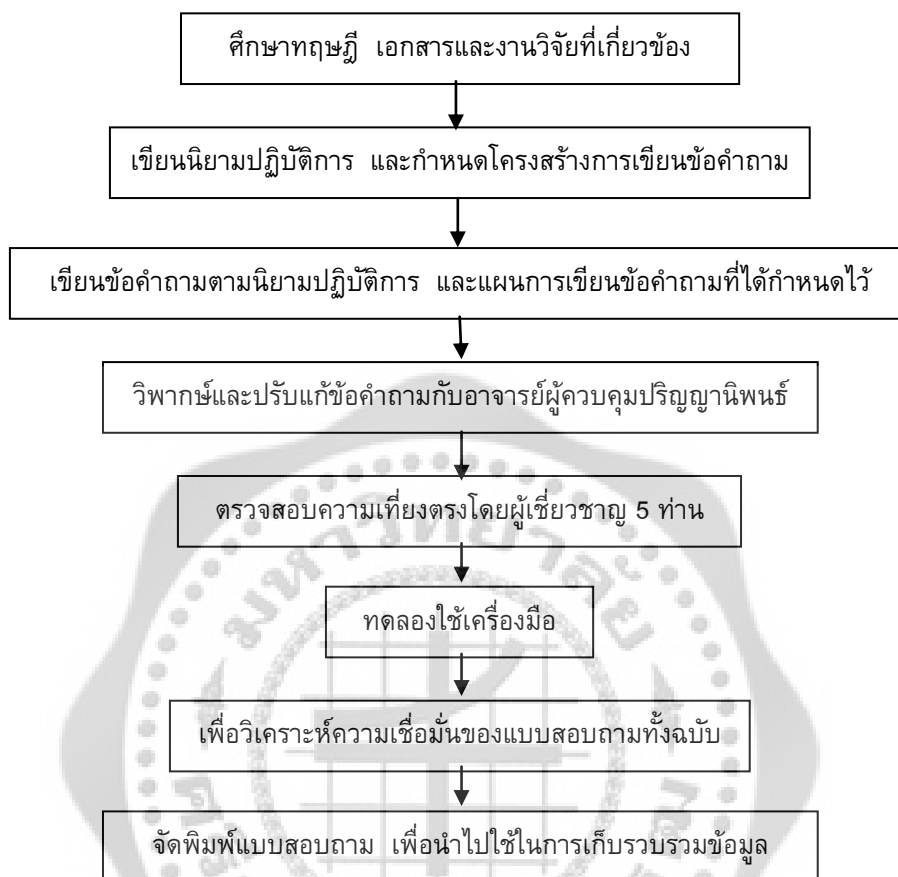 ศึกษาทฤษฎี เอกสารและงานวิจัยที่เกี่ยวข้อง
เขียนนิยามปฏิบัติการ และกำหนดโครงสร้างการเขียนข้อคำถาม
เขียนข้อคำถามตามนิยามปฏิบัติการ และแผนการเขียนข้อคำถามที่ได้กำหนดไว้
วิพากษ์และปรับแก้ข้อคำถามกับอาจารย์ผู้ควบคุมปริญญานิพนธ์
ตรวจสอบความเที่ยงตรงโดยผู้เชี่ยวชาญ 5 ท่าน
มหาวิทยาลัย
ทดลองใช้เครื่องมือ
เพื่อวิเคราะห์ความเชื่อมั่นของแบบสอบถามทั้งฉบับ
จัดพิมพ์แบบสอบถาม เพื่อนำไปใช้ในการเก็บรวบรวมข้อมูล